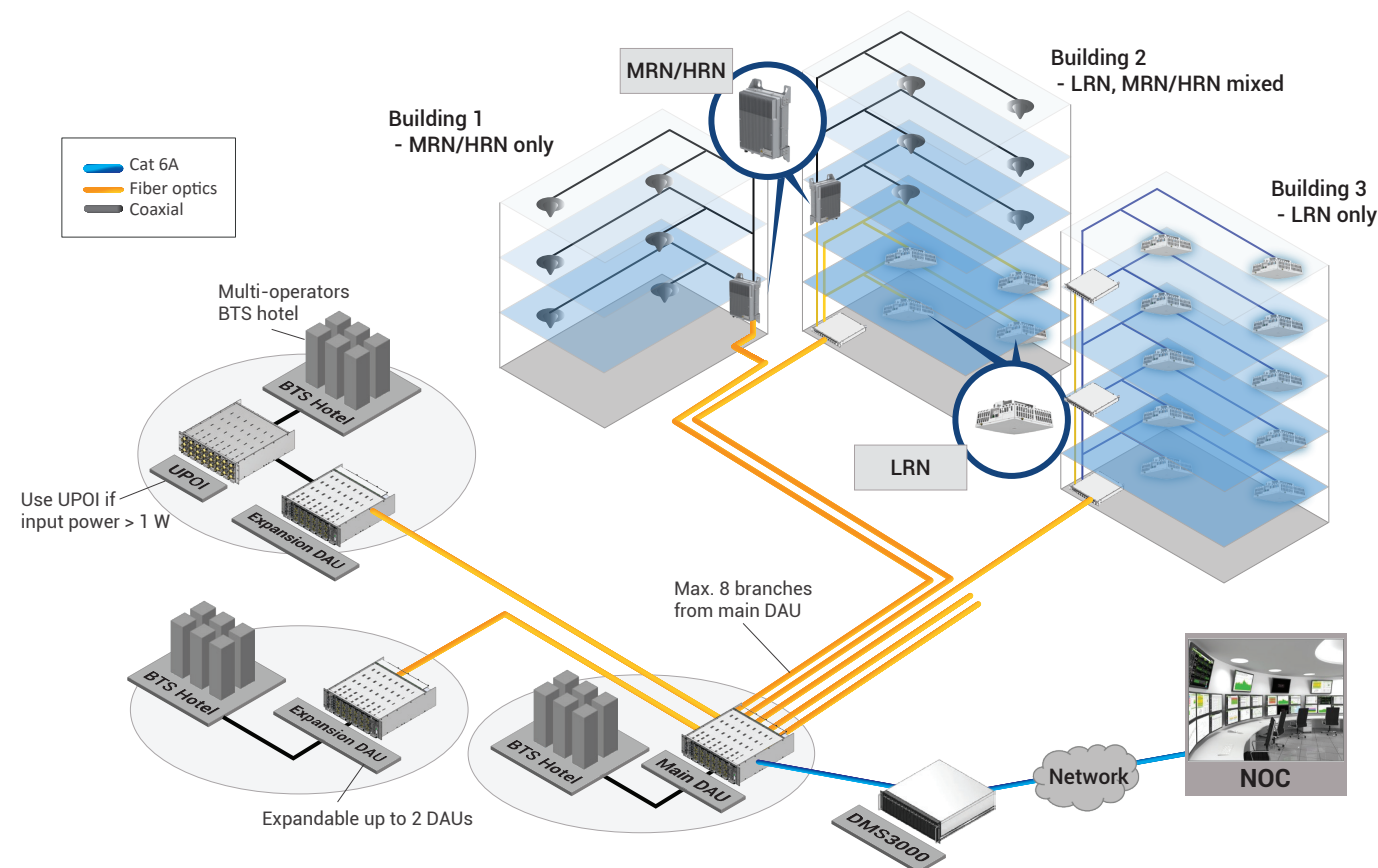 MRN/HRN
Building 2
- LRN, MRN/HRN mixed
Building 1
- MRN/HRN only
Cat 6A
Fiber optics
Coaxial
Building 3
- LRN only
Multi-operators
BTS hotel
BTS Hotel
UPOI
Use UPOI if
input power > 1 W
Expansion DAU
LRN
Max. 8 branches
from main DAU
BTS Hotel
Expansion DAU
Expandable up to 2 DAUs
BTS Hotel
Main DAU
DMS3000
Network
NOC